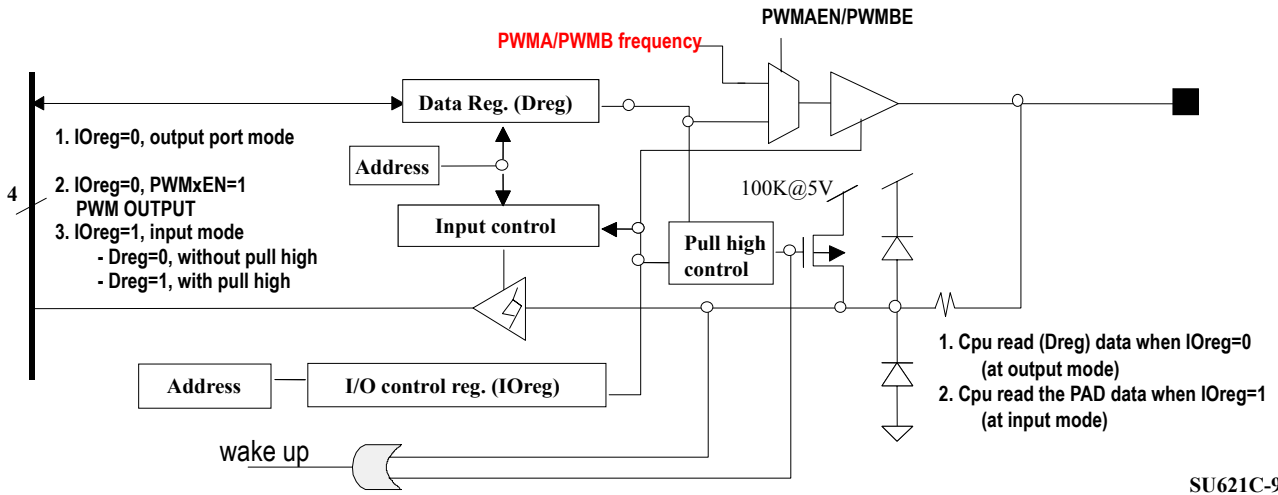 PWMAEN/PWMBE
PWMA/PWMB frequency
Data Reg. (Dreg)
1. IOreg=0, output port mode
Address
4
2. IOreg=0, PWMxEN=1
PWM OUTPUT
3. IOreg=1, input mode
- Dreg=0, without pull high
- Dreg=1, with pull high
100K@5V
Input control
Pull high
control
1. Cpu read (Dreg) data when IOreg=0
(at output mode)
2. Cpu read the PAD data when IOreg=1
(at input mode)
Address
I/O control reg. (IOreg)
wake up
SU621C-9